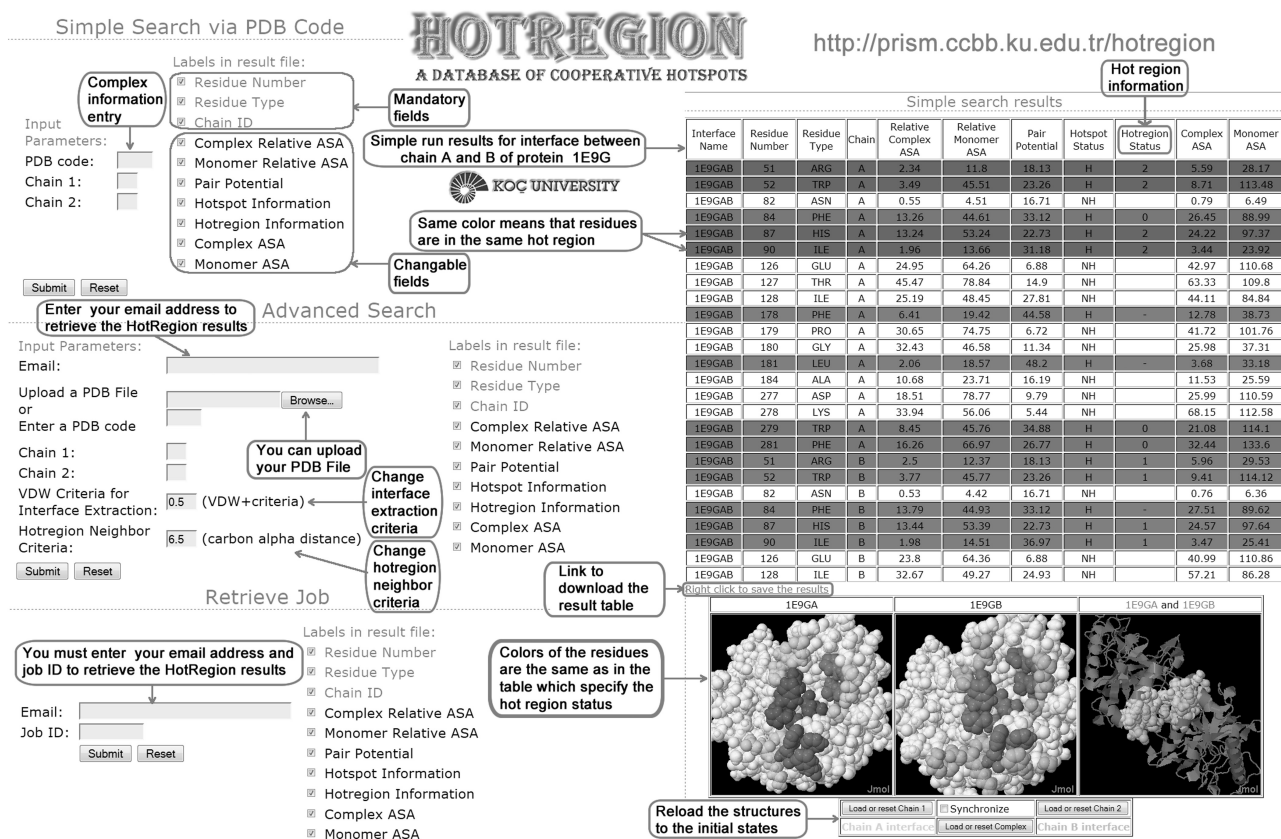 Simple Search via PDB Code
HOTREGION
A DATABASE OF COOPERATIVE HOTSPOTS
http://prism.ccbb.ku.edu.tr/hotregion
Complex
information
entry
Input
Parameters:
PDB code:
Chain 1:
Chain 2:
Labels in result file:
Residue Number
Residue Type
Chain ID
Complex Relative ASA
Monomer Relative ASA
Pair Potential
Hotspot Information
Hotregion Information
Complex ASA
Monomer ASA
Mandatory
fields
Changable
fields
Submit Reset
Simple run results for interface between
chain A and B of protein 1E9G
KOÇ UNIVERSITY
Same color means that residues
are in the same hot region
Enter your email address to
retrieve the HotRegion results
Advanced Search
Input Parameters:
Email:
Upload a PDB File
or
Enter a PDB code
Browse...
Chain 1:
Chain 2:
You can upload
your PDB File
VDW Criteria for
Interface Extraction:
0.5 (VDW+criteria)
Hotregion Neighbor
Criteria:
6.5 (carbon alpha distance)
Change
interface
extraction
criteria
Change
hotregion
neighbor
criteria
Submit Reset
Labels in result file:
Residue Number
Residue Type
Chain ID
Complex Relative ASA
Monomer Relative ASA
Pair Potential
Hotspot Information
Hotregion Information
Complex ASA
Monomer ASA
Retrieve Job
You must enter your email address and
job ID to retrieve the HotRegion results
Email:
Job ID:
Submit Reset
Labels in result file:
Residue Number
Residue Type
Chain ID
Complex Relative ASA
Monomer Relative ASA
Pair Potential
Hotspot Information
Hotregion Information
Complex ASA
Monomer ASA
Hot region
information
Simple search results
Interface Name Residue Number Residue Type Chain Relative Complex ASA Relative Monomer ASA Pair Potential Hotspot Status Hotregion Status Complex ASA Monomer ASA
1E9GAB 51 ARG A 2.34 11.8 18.13 H 2 5.59 28.17
1E9GAB 52 TRP A 3.49 45.51 23.26 H 2 8.71 113.48
1E9GAB 82 ASN A 0.55 4.51 16.71 NH 0.79 6.49
1E9GAB 84 PHE A 13.26 44.61 33.12 H 0 26.45 88.99
1E9GAB 87 HIS A 13.24 53.24 22.73 H 2 24.22 97.37
1E9GAB 90 ILE A 1.96 13.66 31.18 H 2 3.44 23.92
1E9GAB 126 GLU A 24.95 64.26 6.88 NH 42.97 110.68
1E9GAB 127 THR A 45.47 78.84 14.9 NH 63.33 109.8
1E9GAB 128 ILE A 25.19 48.45 27.81 NH 44.11 84.84
1E9GAB 178 PHE A 6.41 19.42 44.58 H - 12.78 38.73
1E9GAB 179 PRO A 30.65 74.75 6.72 NH 41.72 101.76
1E9GAB 180 GLY A 32.43 46.58 11.34 NH 25.98 37.31
1E9GAB 181 LEU A 2.06 18.57 48.2 H - 3.68 33.18
1E9GAB 184 ALA A 10.68 23.71 16.19 NH 11.53 25.59
1E9GAB 277 ASP A 18.51 78.77 9.79 NH 25.99 110.59
1E9GAB 278 LYS A 33.94 56.06 5.44 NH 68.15 112.58
1E9GAB 279 TRP A 8.45 45.76 34.88 H 0 21.08 114.1
1E9GAB 281 PHE A 16.26 66.97 26.77 H 0 32.44 133.6
1E9GAB 51 ARG B 2.5 12.37 18.13 H 1 5.96 29.53
1E9GAB 52 TRP B 3.77 45.77 23.26 H 1 9.41 114.12
1E9GAB 82 ASN B 0.53 4.42 16.71 NH 0.76 6.36
1E9GAB 84 PHE B 13.79 44.93 33.12 H - 27.51 89.62
1E9GAB 87 HIS B 13.44 53.39 22.73 H 1 24.57 97.64
1E9GAB 90 ILE B 1.98 14.51 36.97 H 1 3.47 25.41
1E9GAB 126 GLU B 23.8 64.36 6.88 NH 40.99 110.86
1E9GAB 128 ILE B 32.67 49.27 24.93 NH 57.21 86.28
Link to
download the
result table
Right click to save the results
1E9GA 1E9GB 1E9GA and 1E9GB
Colors of the residues
are the same as in the
table which specify the
hot region status
Jmol Jmol Jmol
Reload the structures
to the initial states
Load or reset Chain 1 Synchronize Load or reset Chain 2
Chain A interface Load or reset Complex Chain B interface